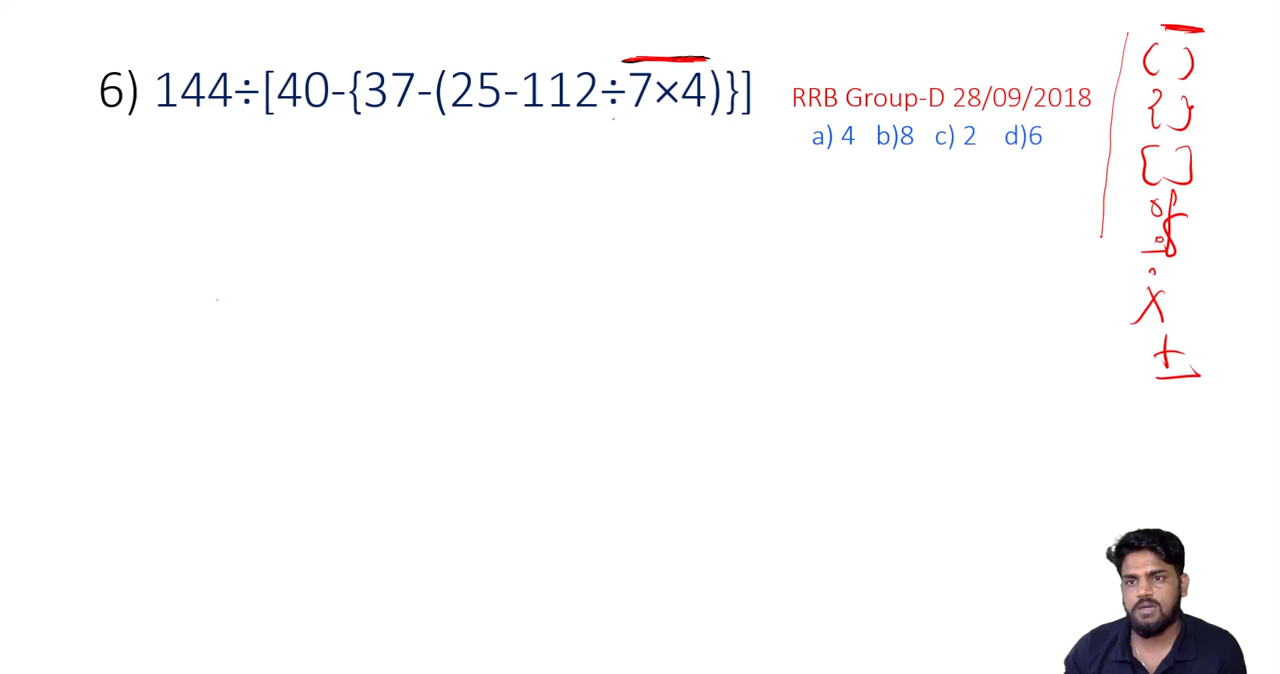 6) 144÷[40-{37-(25-112÷7×4)}]
RRB Group-D 28/09/2018
a) 4 b)8 c) 2 d)6
( )
{ }
[ ]
of
÷
×
+
-